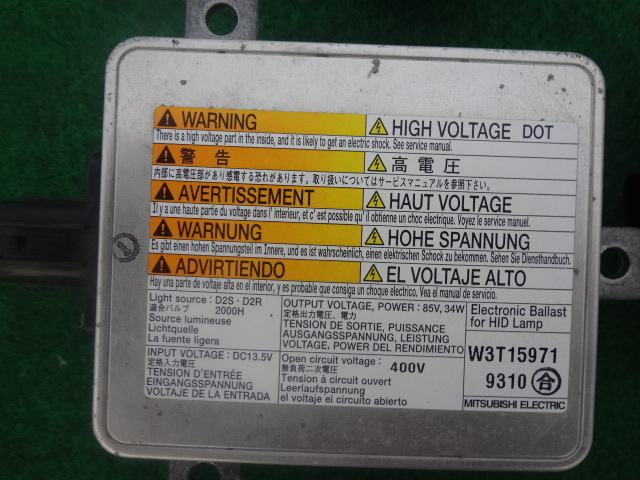 WARNING HIGH VOLTAGE DOT
There is a high voltage part in the inside, and it is likely to get an electric shock. See service manual.
警告 高電圧
内部に高電圧部があり感電する恐れがあります。取り扱いについてはサービスマニュアルを参照下さい。
AVERTISSEMENT HAUT VOLTAGE
Il y a une haute partie du voltage dans l' interieur, et c' est possible qu' il obtienne un choc electrique. Voyez le service manuel.
WARNUNG HOHE SPANNUNG
Es gibt einen hohen Spannungsteil im Innere, und es ist wahrscheinlich, einen elektrischen Schock zu bekommen. Sehen Sie Diensthandbuch.
ADVIRTIENDO EL VOLTAJE ALTO
Hay una parte de voltaje alta en el interior, y es probable que consiga un choque eléctrico. Vea el manual de servicio.
Light source : D2S · D2R
適合バルブ 2000H
Source lumineuse
Lichtquelle
La fuente ligera
OUTPUT VOLTAGE, POWER : 85V, 34W
定格出力電圧、電力
TENSION DE SORTIE, PUISSANCE
AUSGANGSSPANNUNG, LEISTUNG
VOLTAJE, POWER DEL RENDIMIENTO
Electronic Ballast
for HID Lamp
INPUT VOLTAGE : DC13.5V
定格入力電圧
TENSION D'ENTREE
EINGANGSSPANNUNG
VOLTAJE DE LA ENTRADA
Open circuit voltage :
無負荷二次電圧 400V
Tension à circuit ouvert
Leerlaufspannung
el voltaje el circuito abierto
W3T15971
9310 合
MITSUBISHI ELECTRIC